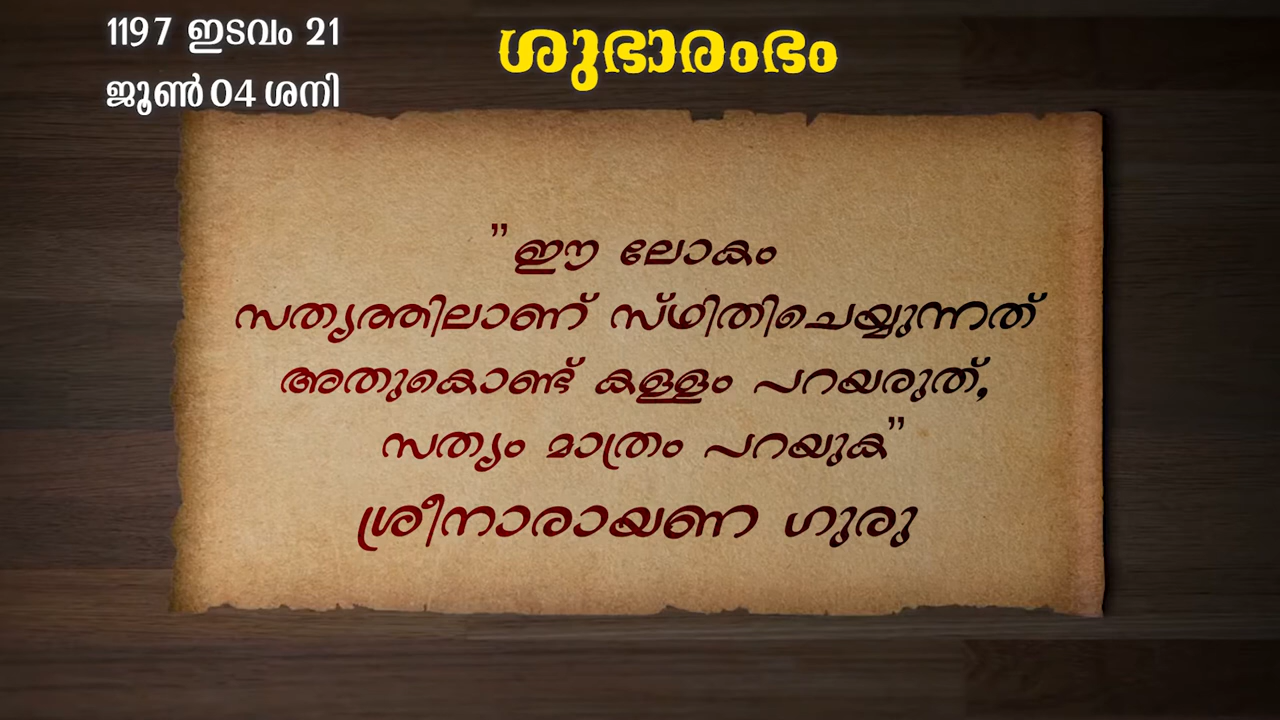 1197 ഇടവം 21
ജൂൺ 04 ശനി
ശുഭാരംഭം
"ഈ ലോകം
സത്യത്തിലാണ് സ്ഥിതിചെയ്യുന്നത്
അതുകൊണ്ട് കള്ളം പറയരുത്,
സത്യം മാത്രം പറയുക"
ശ്രീനാരായണ ഗുരു